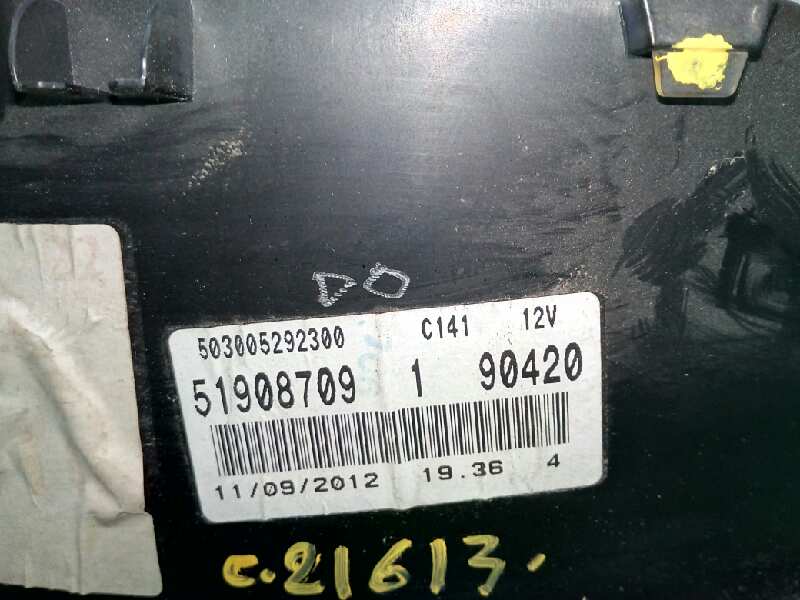 DO
503005292300 C141 12V
51908709 1 90420
11/09/2012 19.36 4
c.21613.